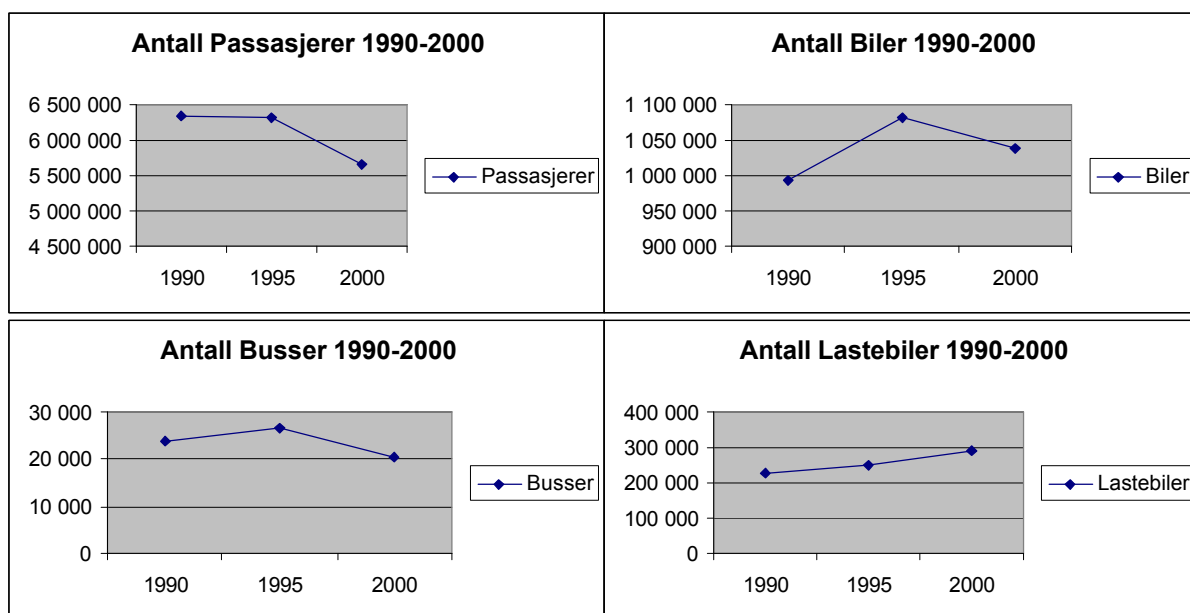 Antall Passasjerer 1990-2000
6 500 000
6 000 000
5 500 000
5 000 000
4 500 000
1990 1995 2000
Passasjerer
Antall Biler 1990-2000
1 100 000
1 050 000
1 000 000
950 000
900 000
1990 1995 2000
Biler
Antall Busser 1990-2000
30 000
20 000
10 000
0
1990 1995 2000
Busser
Antall Lastebiler 1990-2000
400 000
300 000
200 000
100 000
0
1990 1995 2000
Lastebiler